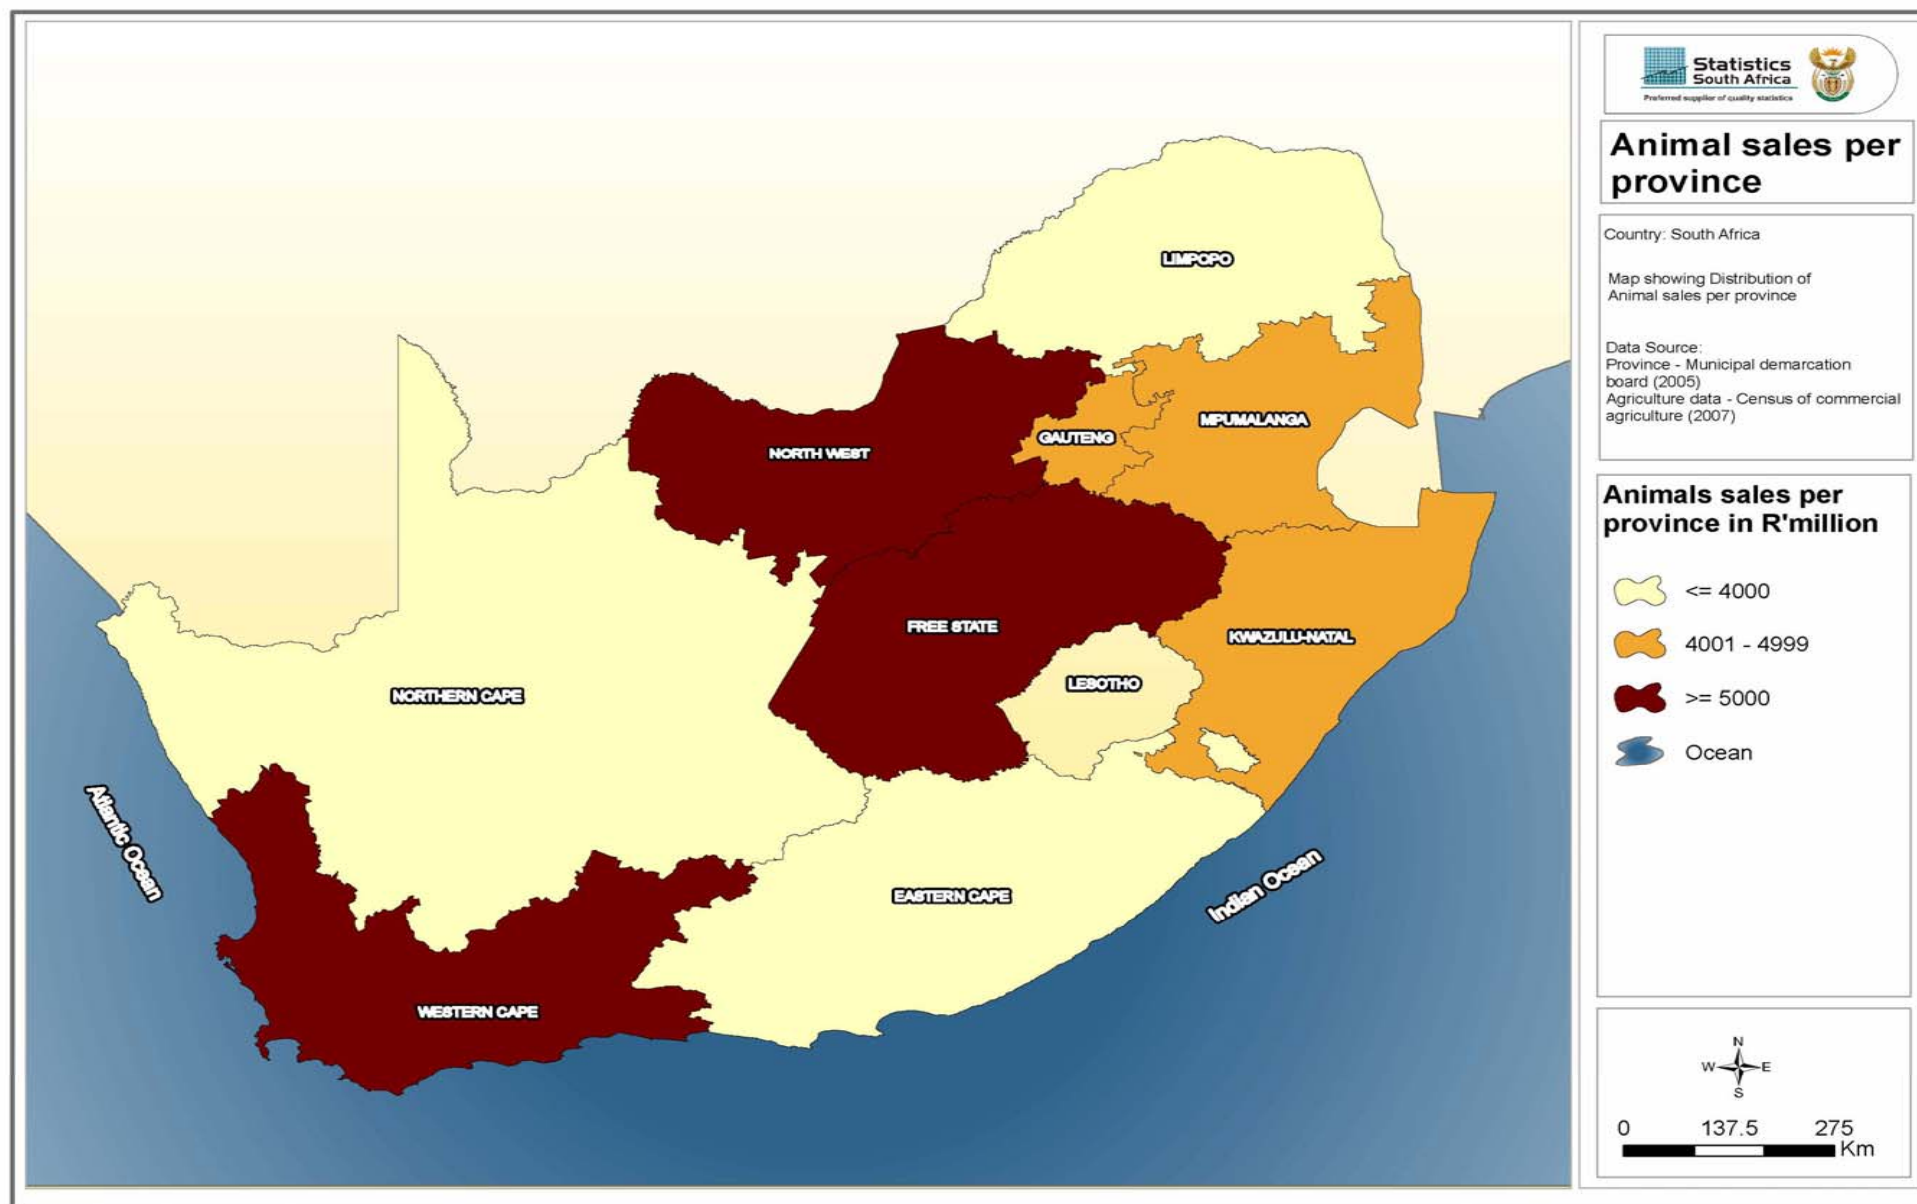 Statistics
South Africa
Preferred supplier of quality statistics
Animal sales per
province
Country: South Africa
Map showing Distribution of
Animal sales per province
Data Source:
Province - Municipal demarcation
board (2005)
Agriculture data - Census of commercial
agriculture (2007)
Animals sales per
province in R'million
<= 4000
4001 - 4999
>= 5000
Ocean
N
W E
S
0 137.5 275
Km
LIMPOPO
MPUMALANGA
GAUTENG
NORTH WEST
FREE STATE
KWAZULU-NATAL
LESOTHO
NORTHERN CAPE
EASTERN CAPE
WESTERN CAPE
Atlantic Ocean
Indian Ocean